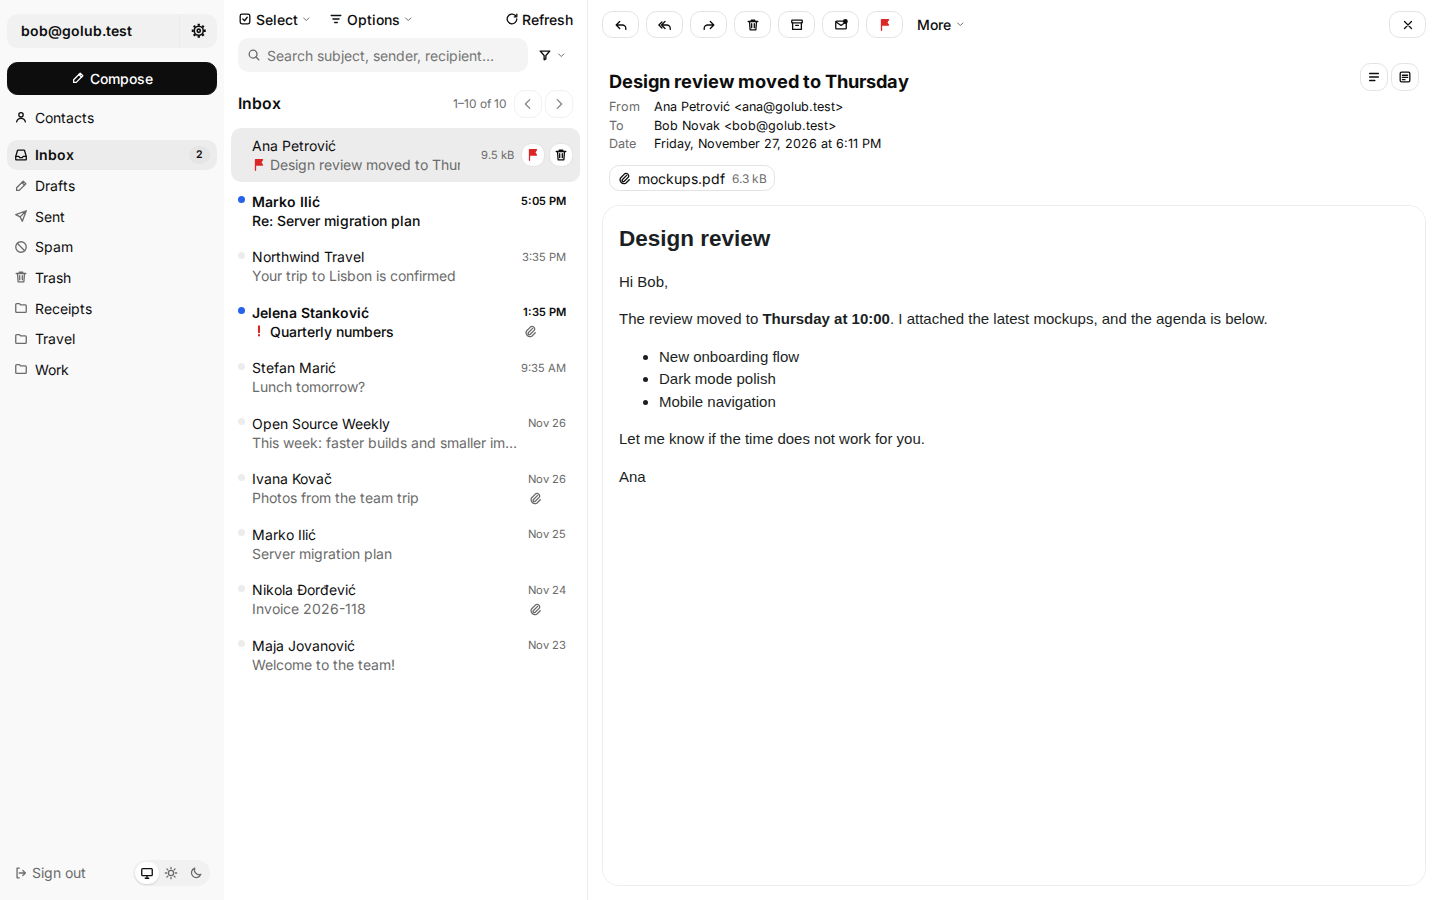 bob@golub.test
Compose
Contacts
Inbox 2
Drafts
Sent
Spam
Trash
Receipts
Travel
Work
Sign out
Select Options Refresh
Search subject, sender, recipient...
Inbox 1–10 of 10
Ana Petrović
Design review moved to Thur 9.5 kB
Marko Ilić 5:05 PM
Re: Server migration plan
Northwind Travel 3:35 PM
Your trip to Lisbon is confirmed
Jelena Stanković 1:35 PM
Quarterly numbers
Stefan Marić 9:35 AM
Lunch tomorrow?
Open Source Weekly Nov 26
This week: faster builds and smaller im...
Ivana Kovač Nov 26
Photos from the team trip
Marko Ilić Nov 25
Server migration plan
Nikola Đorđević Nov 24
Invoice 2026-118
Maja Jovanović Nov 23
Welcome to the team!
More
Design review moved to Thursday
From Ana Petrović <ana@golub.test>
To Bob Novak <bob@golub.test>
Date Friday, November 27, 2026 at 6:11 PM
mockups.pdf 6.3 kB
Design review
Hi Bob,
The review moved to Thursday at 10:00. I attached the latest mockups, and the agenda is below.
• New onboarding flow
• Dark mode polish
• Mobile navigation
Let me know if the time does not work for you.
Ana